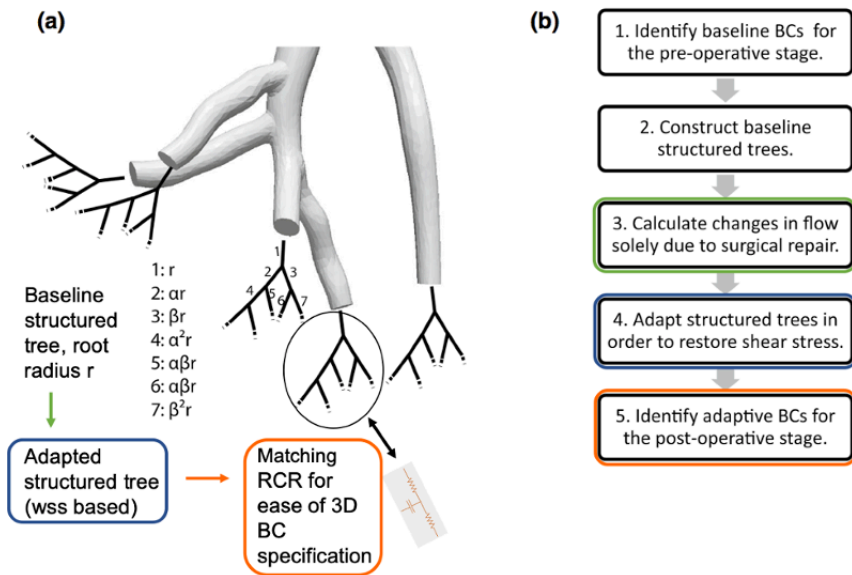 (a)
1
2
3
4
5
6
7
1: r
2: αr
3: βr
4: α²r
5: αβr
6: αβr
7: β²r
Baseline
structured
tree, root
radius r
Adapted
structured tree
(wss based)
Matching
RCR for
ease of 3D
BC
specification
(b)
1. Identify baseline BCs for
the pre-operative stage.
2. Construct baseline
structured trees.
3. Calculate changes in flow
solely due to surgical repair.
4. Adapt structured trees in
order to restore shear stress.
5. Identify adaptive BCs for
the post-operative stage.